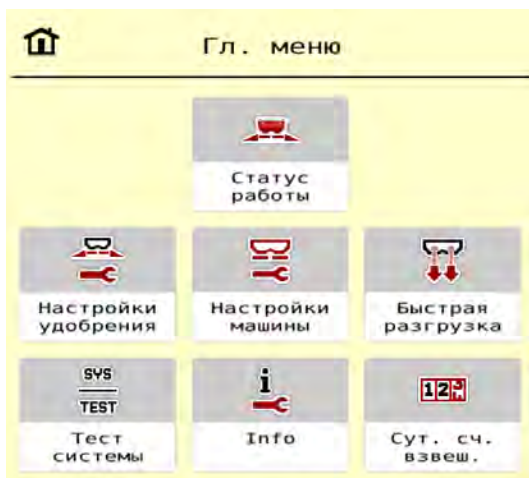 Гл. меню
Статус
работы
Настройки
удобрения
Настройки
машины
Быстрая
разгрузка
SYS
TEST
Тест
системы
i
Info
12
Сут. сч.
взвеш.